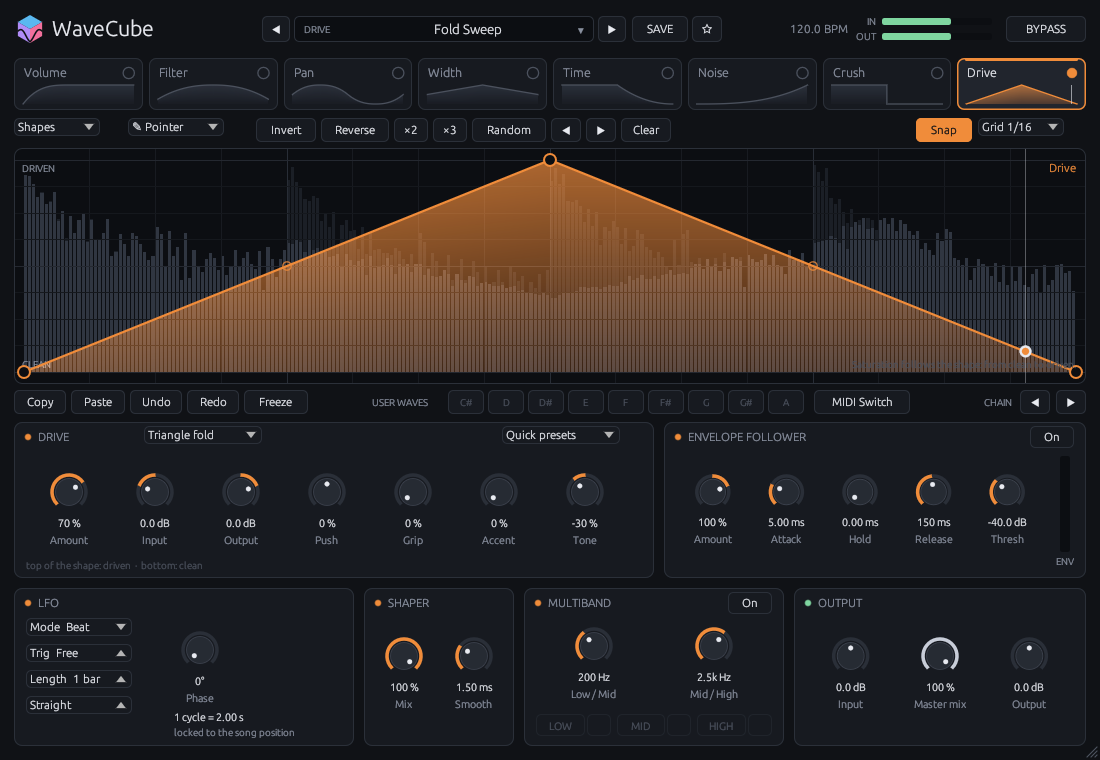 WaveCube
DRIVE Fold Sweep
SAVE
120.0 BPM
IN
OUT
BYPASS
Volume Filter Pan Width Time Noise Crush Drive
Shapes Pointer Invert Reverse ×2 ×3 Random Clear Snap Grid 1/16
DRIVEN Drive
CLEAN
Copy Paste Undo Redo Freeze USER WAVES C# D D# E F F# G G# A MIDI Switch CHAIN
DRIVE Triangle fold Quick presets
70 % 0.0 dB 0.0 dB 0 % 0 % 0 % -30 %
Amount Input Output Push Grip Accent Tone
top of the shape: driven · bottom: clean
ENVELOPE FOLLOWER On
100 % 5.00 ms 0.00 ms 150 ms -40.0 dB
Amount Attack Hold Release Thresh
ENV
LFO
Mode Beat
Trig Free
Length 1 bar
Straight
0°
Phase
1 cycle = 2.00 s
locked to the song position
SHAPER
100 % 1.50 ms
Mix Smooth
MULTIBAND On
200 Hz 2.5k Hz
Low / Mid Mid / High
LOW MID HIGH
OUTPUT
0.0 dB 100 % 0.0 dB
Input Master mix Output